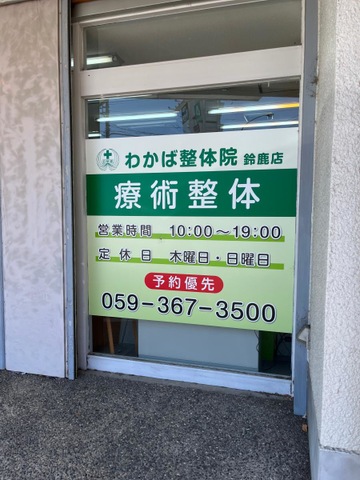 わかば整体院 鈴鹿店
療術整体
営業時間 10:00〜19:00
定休日 木曜日・日曜日
予約優先
059-367-3500